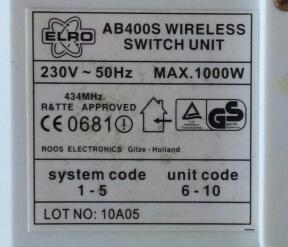 ELRO
AB400S WIRELESS
SWITCH UNIT
230V ~ 50Hz MAX.1000W
434MHz.
R&TTE APPROVED
CE 0681
GS
ROOS ELECTRONICS Gilze - Holland
system code unit code
1 - 5 6 - 10
LOT NO: 10A05